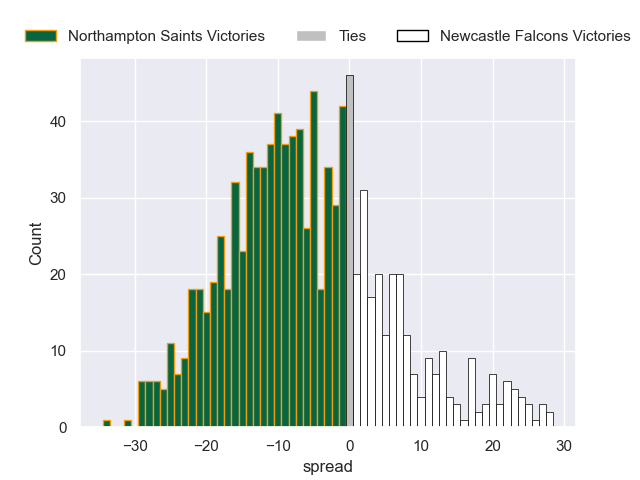 Northampton Saints Victories Ties Newcastle Falcons Victories
40
30
20
10
0
Count
−30 −20 −10 0 10 20 30
spread